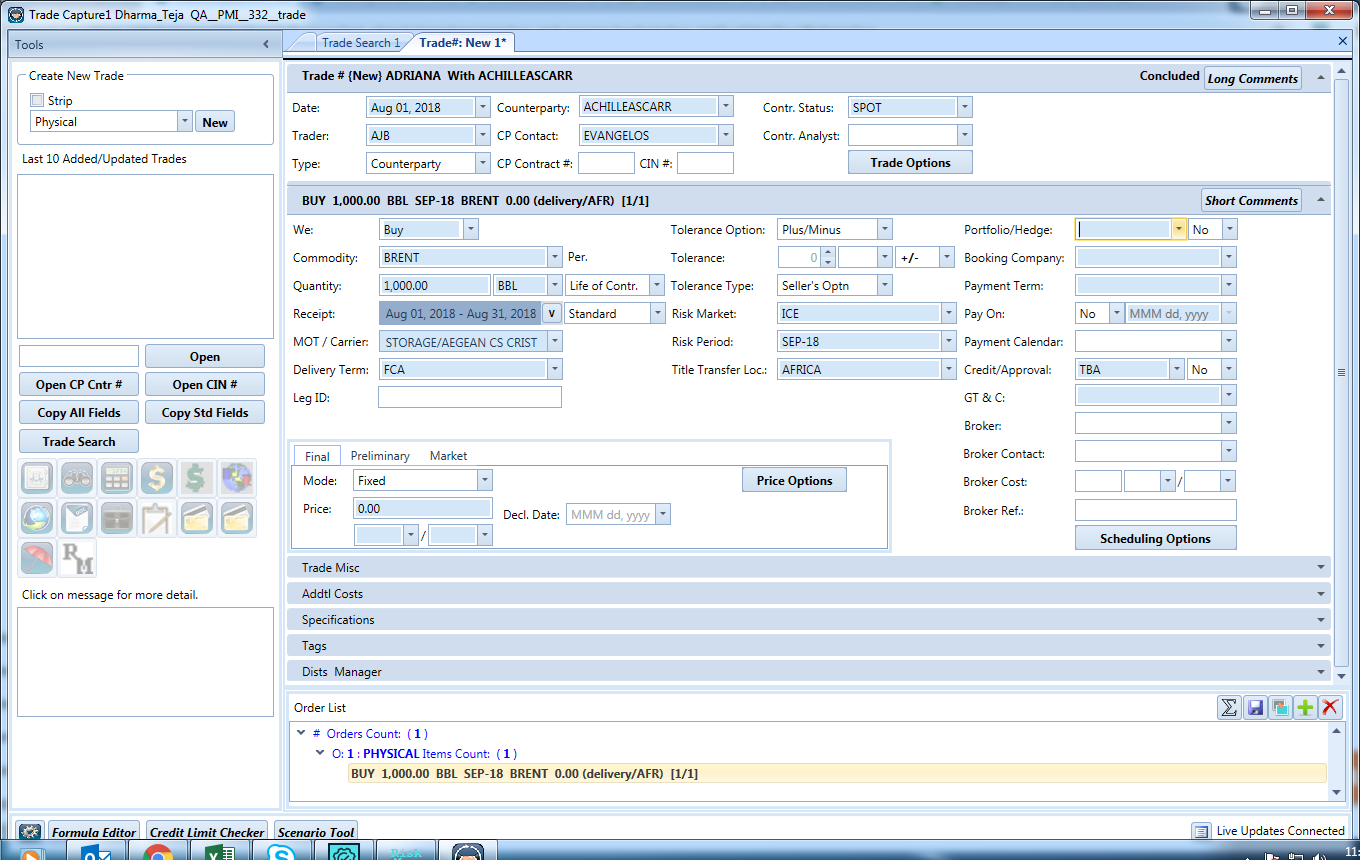 Trade Capture1 Dharma_Teja QA__PMI__332__trade
Tools
Trade Search 1
Trade#: New 1*
Create New Trade
Strip
Physical
New
Last 10 Added/Updated Trades
Open
Open CP Cntr #
Open CIN #
Copy All Fields
Copy Std Fields
Trade Search
RM
Click on message for more detail.
Trade # {New} ADRIANA With ACHILLEASCARR
Concluded
Long Comments
Date: Aug 01, 2018 Counterparty: ACHILLEASCARR Contr. Status: SPOT
Trader: AJB CP Contact: EVANGELOS Contr. Analyst:
Type: Counterparty CP Contract #: CIN #: Trade Options
BUY 1,000.00 BBL SEP-18 BRENT 0.00 (delivery/AFR) [1/1]
Short Comments
We: Buy Tolerance Option: Plus/Minus Portfolio/Hedge: No
Commodity: BRENT Per. Tolerance: 0 +/- Booking Company:
Quantity: 1,000.00 BBL Life of Contr. Tolerance Type: Seller's Optn Payment Term:
Receipt: Aug 01, 2018 - Aug 31, 2018 v Standard Risk Market: ICE Pay On: No MMM dd, yyyy
MOT / Carrier: STORAGE/AEGEAN CS CRIST Risk Period: SEP-18 Payment Calendar:
Delivery Term: FCA Title Transfer Loc.: AFRICA Credit/Approval: TBA No
Leg ID: GT & C:
Broker:
Final Preliminary Market Broker Contact:
Mode: Fixed Price Options Broker Cost: /
Price: 0.00 Decl. Date: MMM dd, yyyy Broker Ref.:
/
Scheduling Options
Trade Misc
Addtl Costs
Specifications
Tags
Dists Manager
Order List
# Orders Count: ( 1 )
O: 1 : PHYSICAL Items Count: ( 1 )
BUY 1,000.00 BBL SEP-18 BRENT 0.00 (delivery/AFR) [1/1]
Formula Editor
Credit Limit Checker
Scenario Tool
Live Updates Connected
Risk
11: